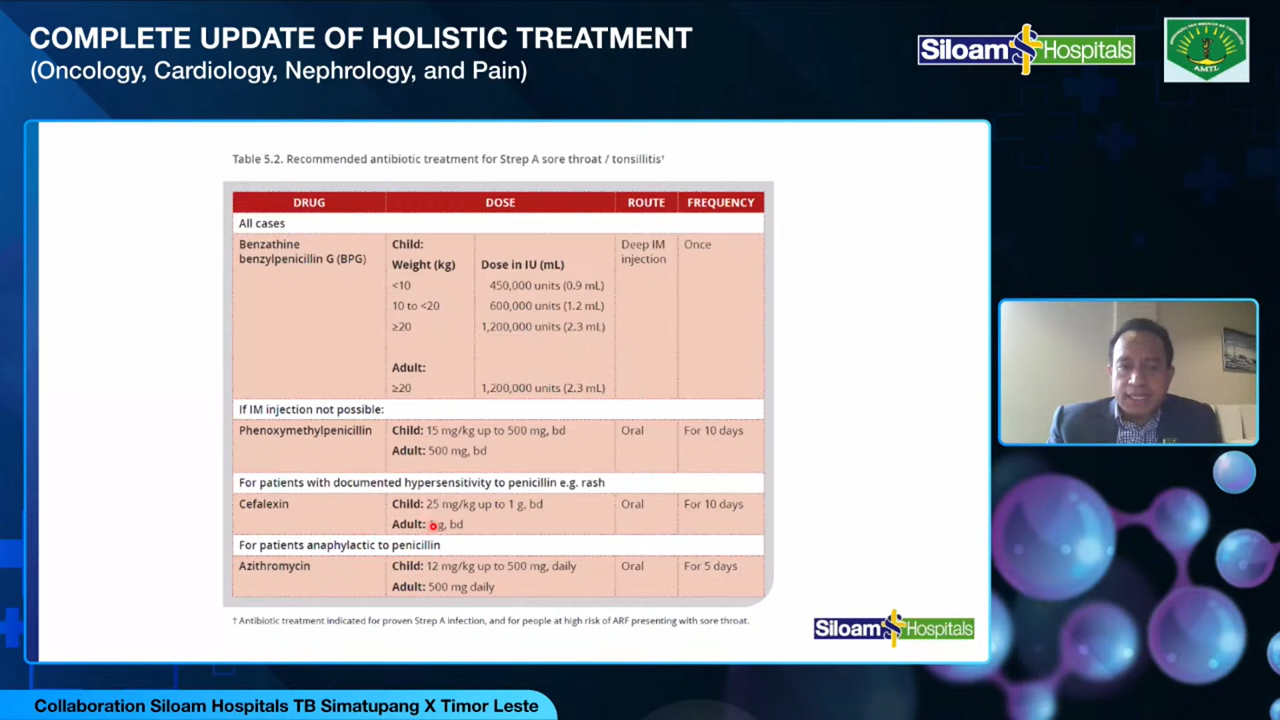 COMPLETE UPDATE OF HOLISTIC TREATMENT
(Oncology, Cardiology, Nephrology, and Pain)
Siloam Hospitals
AMTL
Table 5.2. Recommended antibiotic treatment for Strep A sore throat / tonsillitis†
DRUG DOSE ROUTE FREQUENCY
All cases
Benzathine Child: Deep IM Once
benzylpenicillin G (BPG) Weight (kg) Dose in IU (mL) injection
<10 450,000 units (0.9 mL)
10 to <20 600,000 units (1.2 mL)
≥20 1,200,000 units (2.3 mL)
Adult:
≥20 1,200,000 units (2.3 mL)
If IM injection not possible:
Phenoxymethylpenicillin Child: 15 mg/kg up to 500 mg, bd Oral For 10 days
Adult: 500 mg, bd
For patients with documented hypersensitivity to penicillin e.g. rash
Cefalexin Child: 25 mg/kg up to 1 g, bd Oral For 10 days
Adult: g, bd
For patients anaphylactic to penicillin
Azithromycin Child: 12 mg/kg up to 500 mg, daily Oral For 5 days
Adult: 500 mg daily
† Antibiotic treatment indicated for proven Strep A infection, and for people at high risk of ARF presenting with sore throat.
Siloam Hospitals
Collaboration Siloam Hospitals TB Simatupang X Timor Leste